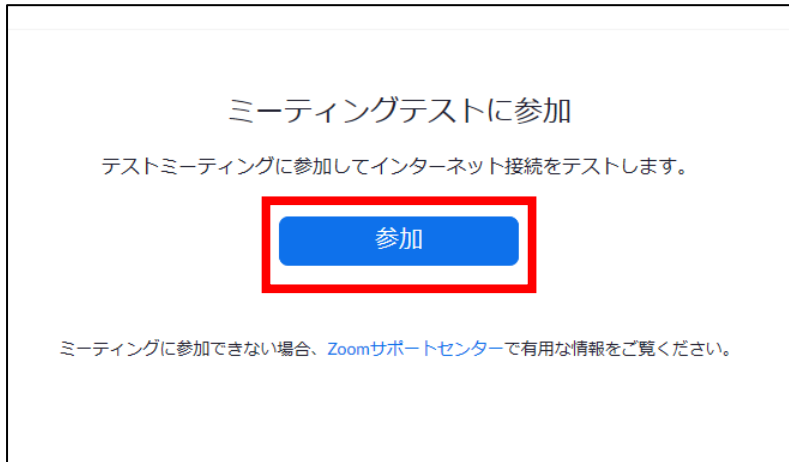 ミーティングテストに参加
テストミーティングに参加してインターネット接続をテストします。
参加
ミーティングに参加できない場合、Zoomサポートセンターで有用な情報をご覧ください。